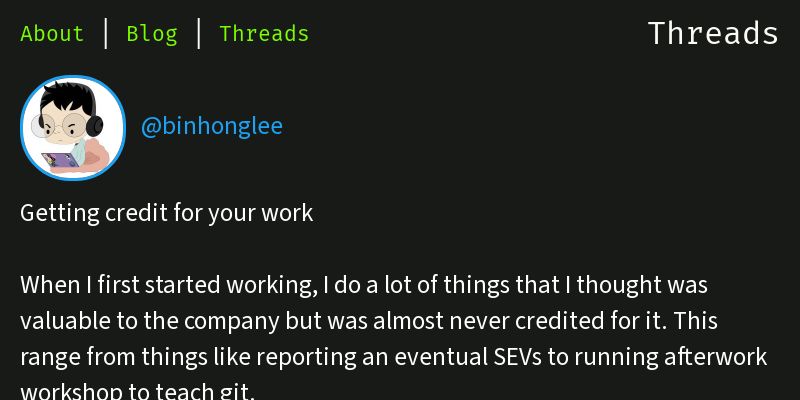 About | Blog | Threads
Threads
@binhonglee
Getting credit for your work
When I first started working, I do a lot of things that I thought was
valuable to the company but was almost never credited for it. This
range from things like reporting an eventual SEVs to running afterwork
workshop to teach git.